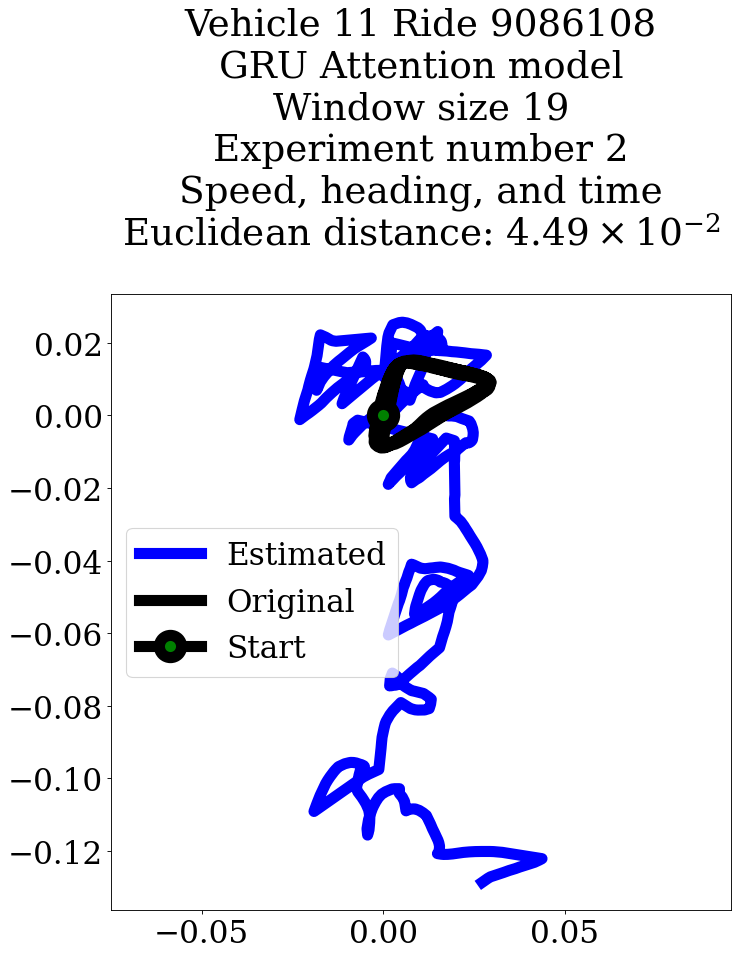 Vehicle 11 Ride 9086108
GRU Attention model
Window size 19
Experiment number 2
Speed, heading, and time
Euclidean distance: 4.49 × 10⁻²
0.02
0.00
−0.02
−0.04
−0.06
−0.08
−0.10
−0.12
Estimated
Original
Start
−0.05
0.00
0.05